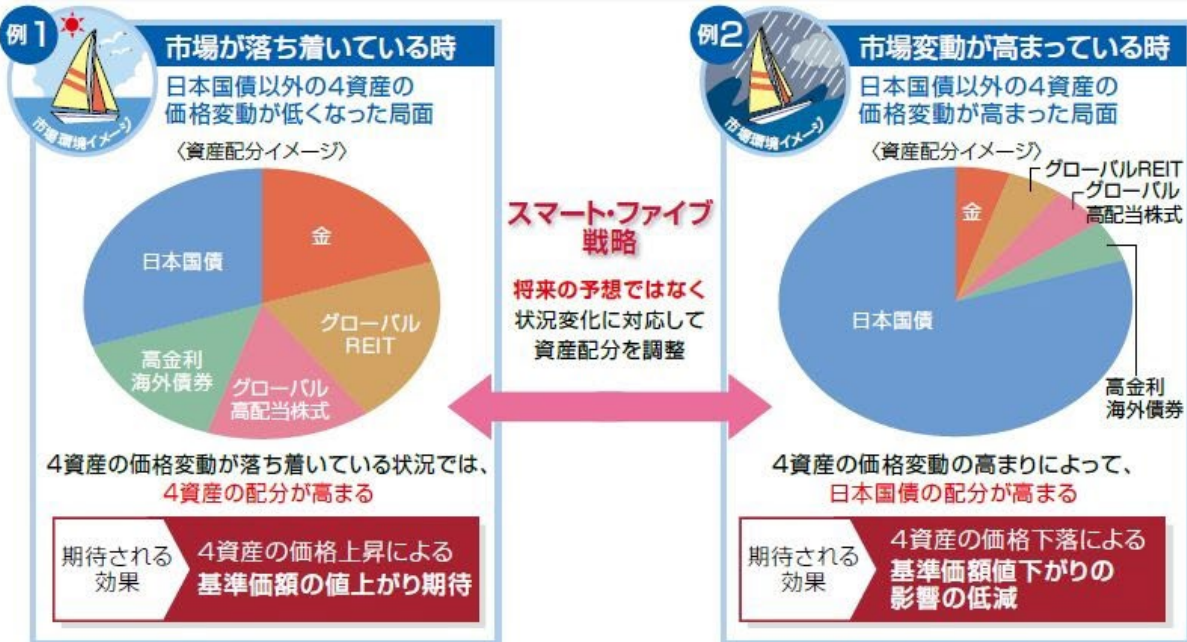 例1
市場が落ち着いている時
日本国債以外の4資産の
価格変動が低くなった局面
市場環境イメージ
〈資産配分イメージ〉
金
日本国債
グローバル
REIT
高金利
海外債券
グローバル
高配当株式
4資産の価格変動が落ち着いている状況では、
4資産の配分が高まる
期待される
効果
4資産の価格上昇による
基準価額の値上がり期待
スマート・ファイブ
戦略
将来の予想ではなく
状況変化に対応して
資産配分を調整
例2
市場変動が高まっている時
日本国債以外の4資産の
価格変動が高まった局面
市場環境イメージ
〈資産配分イメージ〉
グローバルREIT
グローバル
高配当株式
金
日本国債
高金利
海外債券
4資産の価格変動の高まりによって、
日本国債の配分が高まる
期待される
効果
4資産の価格下落による
基準価額値下がりの
影響の低減